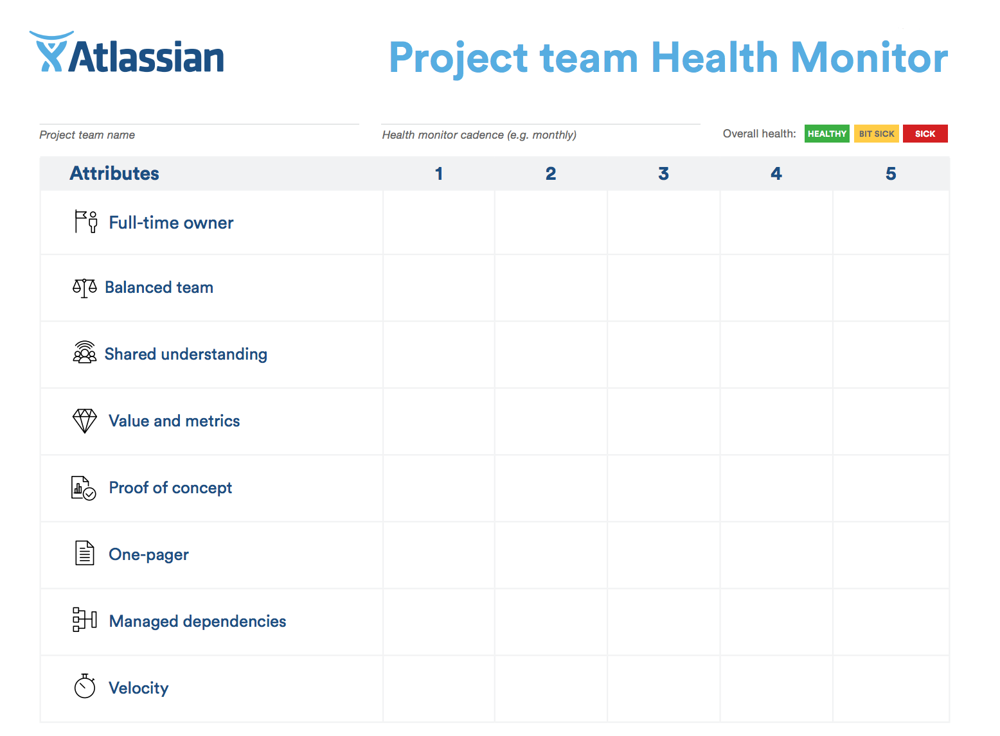 Atlassian
Project team Health Monitor
Project team name
Health monitor cadence (e.g. monthly)
Overall health: HEALTHY BIT SICK SICK
Attributes 1 2 3 4 5
Full-time owner
Balanced team
Shared understanding
Value and metrics
Proof of concept
One-pager
Managed dependencies
Velocity